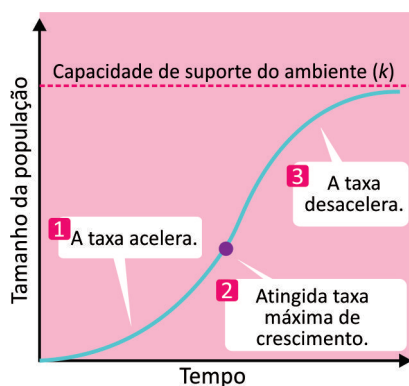 Tamanho da população
Capacidade de suporte do ambiente (k)
1
A taxa acelera.
2
Atingida taxa
máxima de
crescimento.
3
A taxa
desacelera.
Tempo